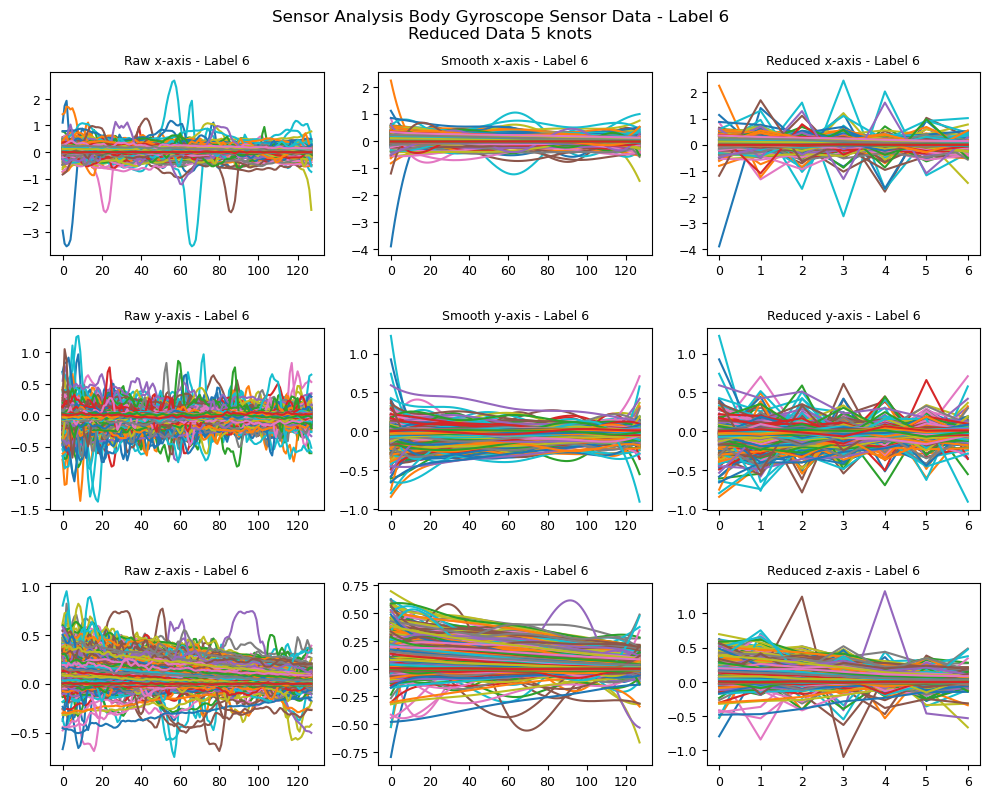 Sensor Analysis Body Gyroscope Sensor Data - Label 6
Reduced Data 5 knots
Raw x-axis - Label 6
Smooth x-axis - Label 6
Reduced x-axis - Label 6
2
1
0
−1
−2
−3
0 20 40 60 80 100 120
2
1
0
−1
−2
−3
−4
0 20 40 60 80 100 120
2
1
0
−1
−2
−3
−4
0 1 2 3 4 5 6
Raw y-axis - Label 6
Smooth y-axis - Label 6
Reduced y-axis - Label 6
1.0
0.5
0.0
−0.5
−1.0
−1.5
0 20 40 60 80 100 120
1.0
0.5
0.0
−0.5
−1.0
0 20 40 60 80 100 120
1.0
0.5
0.0
−0.5
−1.0
0 1 2 3 4 5 6
Raw z-axis - Label 6
Smooth z-axis - Label 6
Reduced z-axis - Label 6
1.0
0.5
0.0
−0.5
0 20 40 60 80 100 120
0.75
0.50
0.25
0.00
−0.25
−0.50
−0.75
0 20 40 60 80 100 120
1.0
0.5
0.0
−0.5
−1.0
0 1 2 3 4 5 6